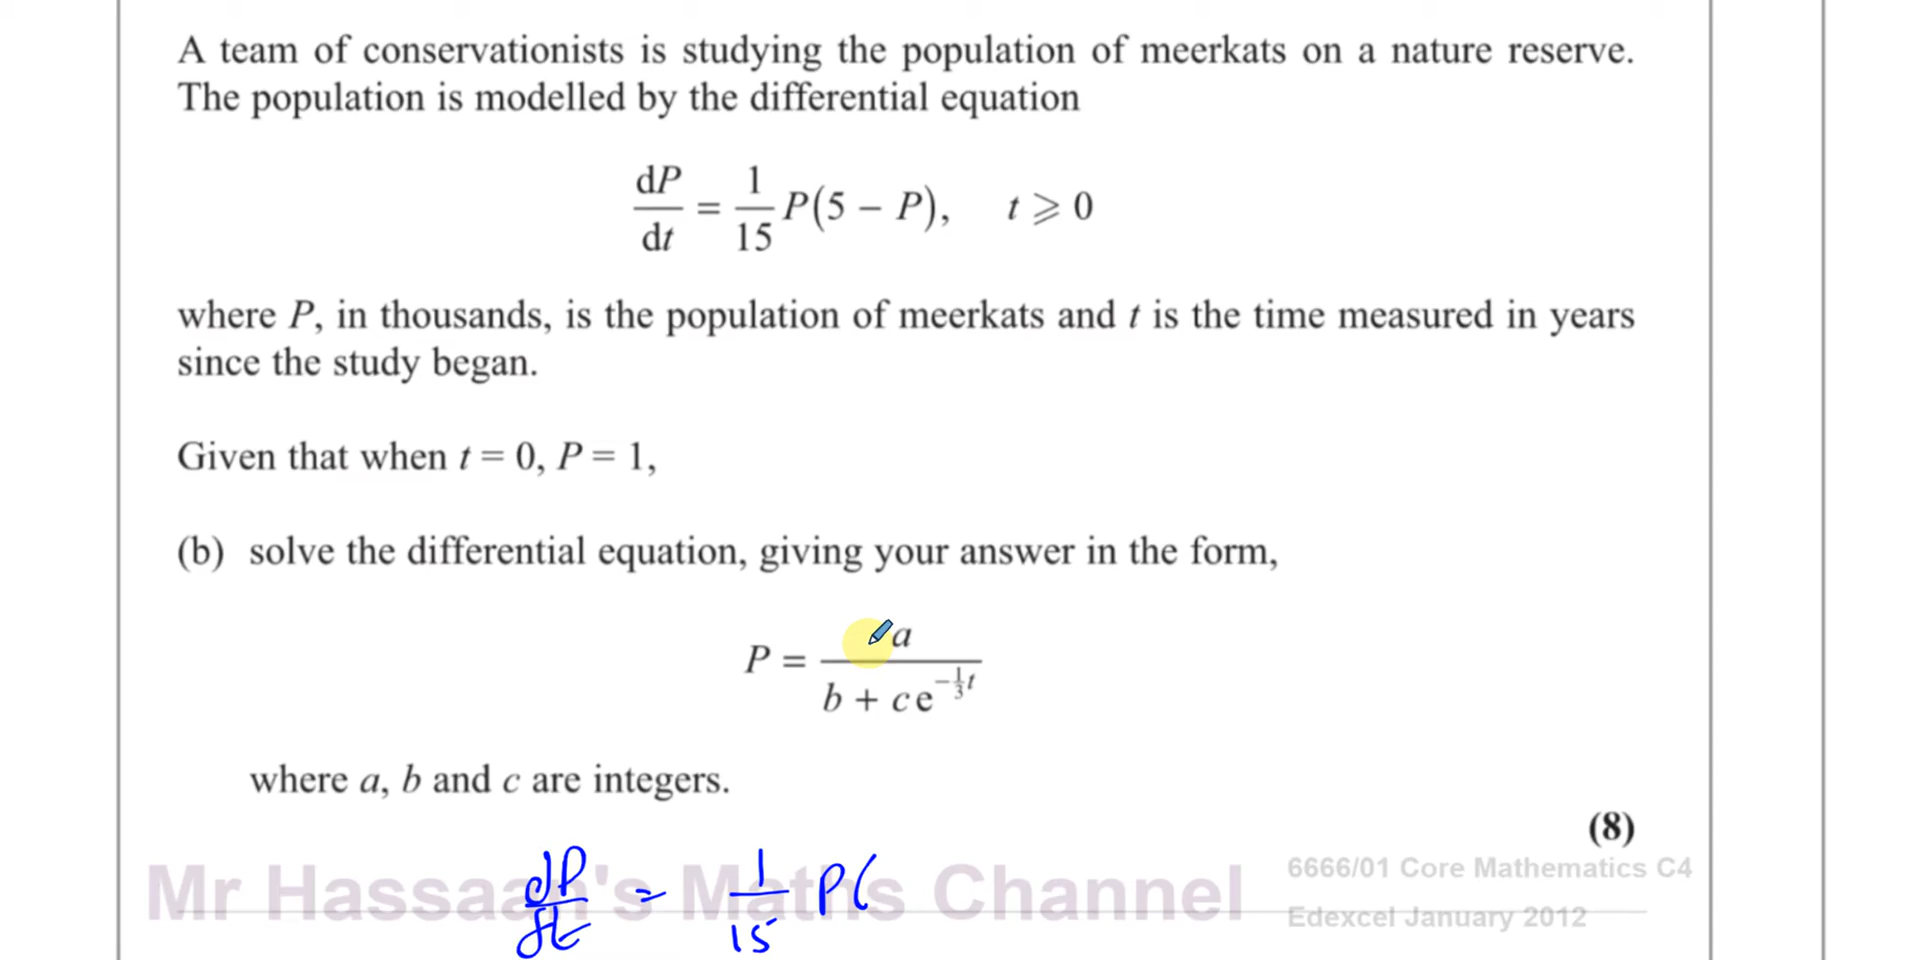 A team of conservationists is studying the population of meerkats on a nature reserve.
The population is modelled by the differential equation
dP/dt = 1/15 P(5 − P),   t ⩾ 0
where P, in thousands, is the population of meerkats and t is the time measured in years
since the study began.
Given that when t = 0, P = 1,
(b) solve the differential equation, giving your answer in the form,
P = a/(b + ce^(−1/3 t))
where a, b and c are integers.
(8)
dP/dt = 1/15 P(
Mr Hassaan's Maths Channel
6666/01 Core Mathematics C4
Edexcel January 2012